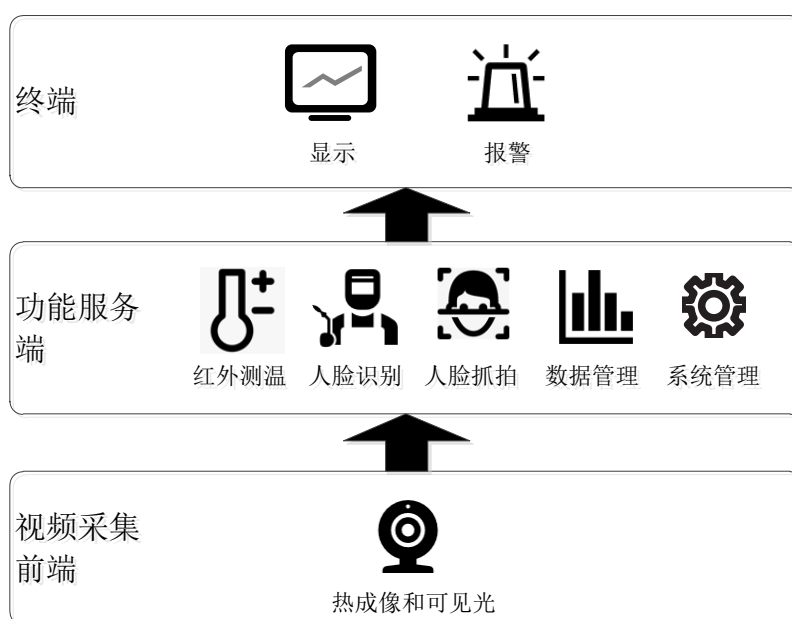 终端
显示
报警
功能服务
端
红外测温
人脸识别
人脸抓拍
数据管理
系统管理
视频采集
前端
热成像和可见光